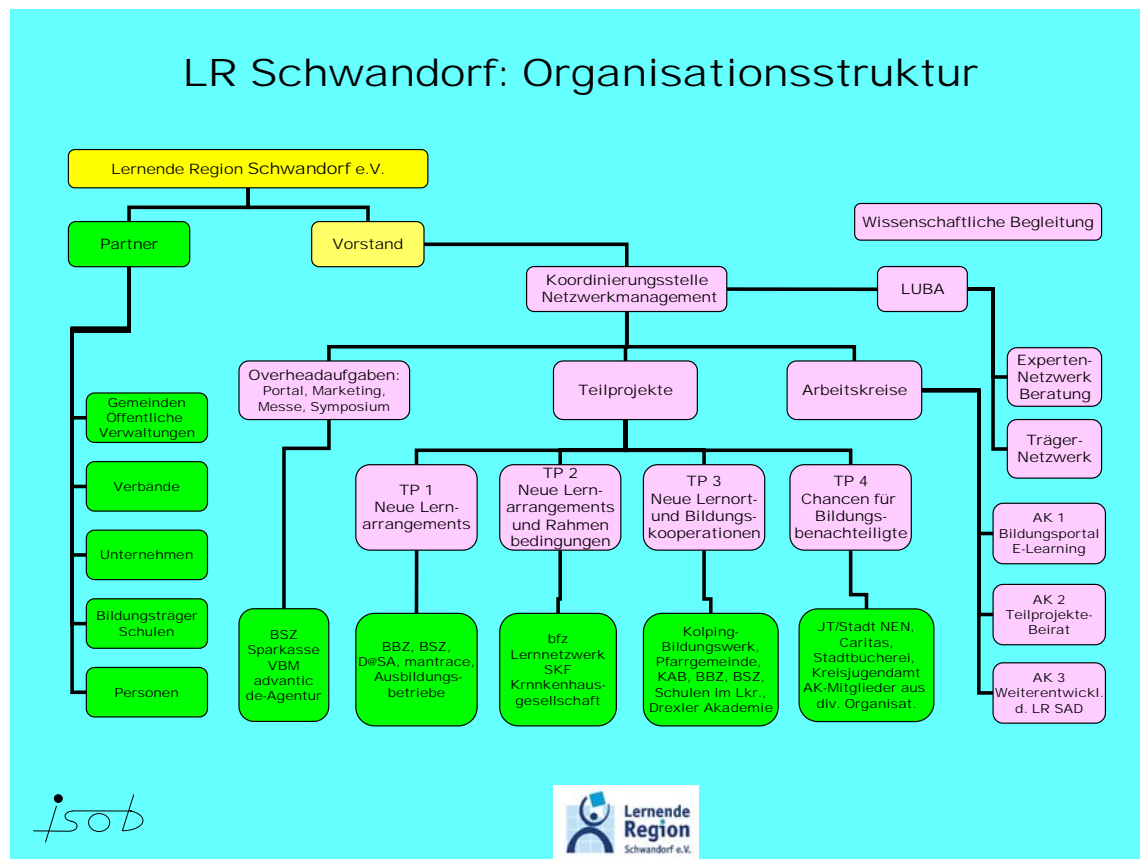 LR Schwandorf: Organisationsstruktur
Lernende Region Schwandorf e.V.
Partner
Vorstand
Wissenschaftliche Begleitung
Koordinierungsstelle
Netzwerkmanagement
LUBA
Overheadaufgaben:
Portal, Marketing,
Messe, Symposium
Teilprojekte
Arbeitskreise
Experten-
Netzwerk
Beratung
Träger-
Netzwerk
Gemeinden
Öffentliche
Verwaltungen
Verbände
Unternehmen
Bildungsträger
Schulen
Personen
TP 1
Neue Lern-
arrangements
TP 2
Neue Lern-
arrangements
und Rahmen
bedingungen
TP 3
Neue Lernort-
und Bildungs-
kooperationen
TP 4
Chancen für
Bildungs-
benachteiligte
AK 1
Bildungsportal
E-Learning
AK 2
Teilprojekte-
Beirat
AK 3
Weiterentwickl.
d. LR SAD
BSZ
Sparkasse
VBM
advantic
de-Agentur
BBZ, BSZ,
D@SA, mantrace,
Ausbildungs-
betriebe
bfz
Lernnetzwerk
SKF
Krnnkenhaus-
gesellschaft
Kolping-
Bildungswerk,
Pfarrgemeinde,
KAB, BBZ, BSZ,
Schulen im Lkr.,
Drexler Akademie
JT/Stadt NEN,
Caritas,
Stadtbücherei,
Kreisjugendamt
AK-Mitglieder aus
div. Organisat.
isob
Lernende
Region
Schwandorf e.V.